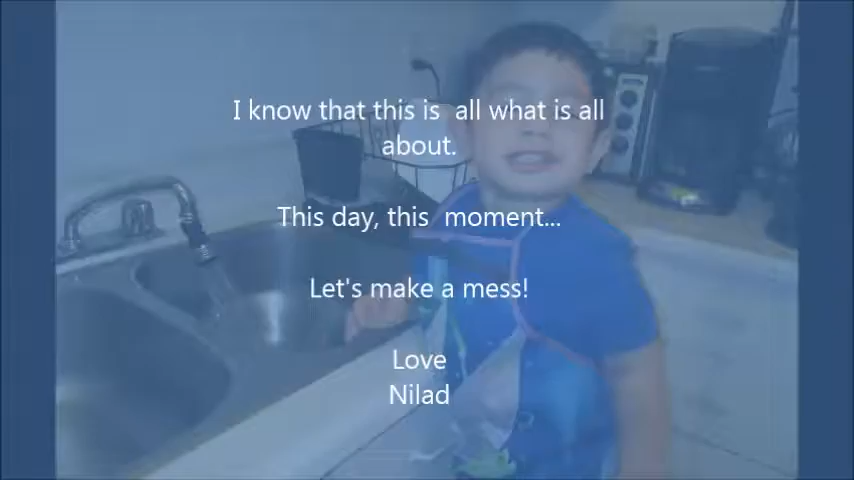 I know that this is  all what is all
about.
This day, this  moment...
Let's make a mess!
Love
Nilad